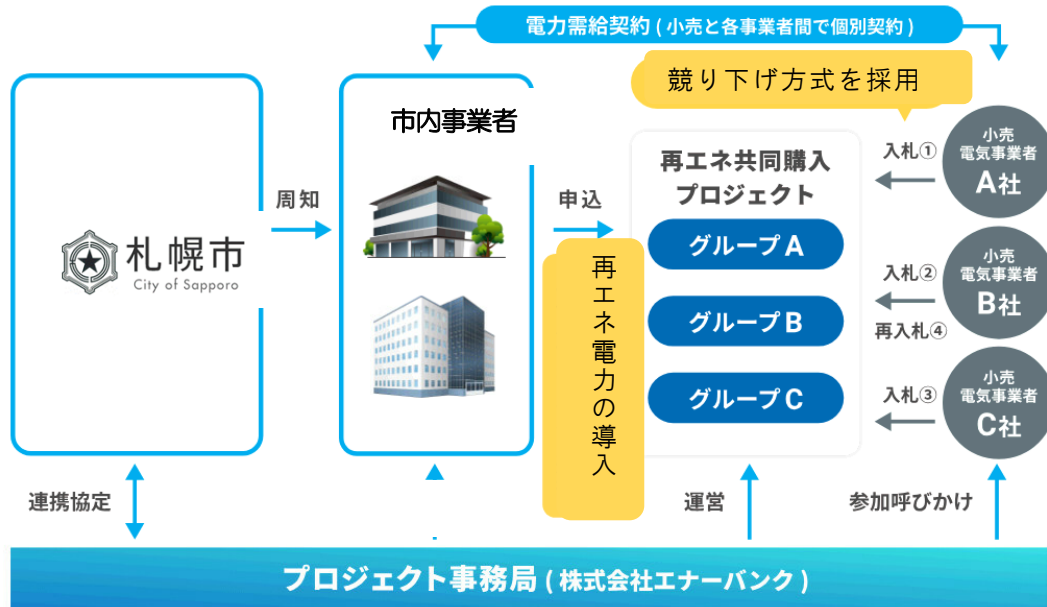 電力需給契約 ( 小売と各事業者間で個別契約 )
競り下げ方式を採用
市内事業者
周知
申込
札幌市
City of Sapporo
再エネ共同購入
プロジェクト
グループ A
グループ B
グループ C
再エネ電力の導入
入札①
入札②
再入札④
入札③
小売
電気事業者
A社
小売
電気事業者
B社
小売
電気事業者
C社
連携協定
運営
参加呼びかけ
プロジェクト事務局 ( 株式会社エナーバンク )